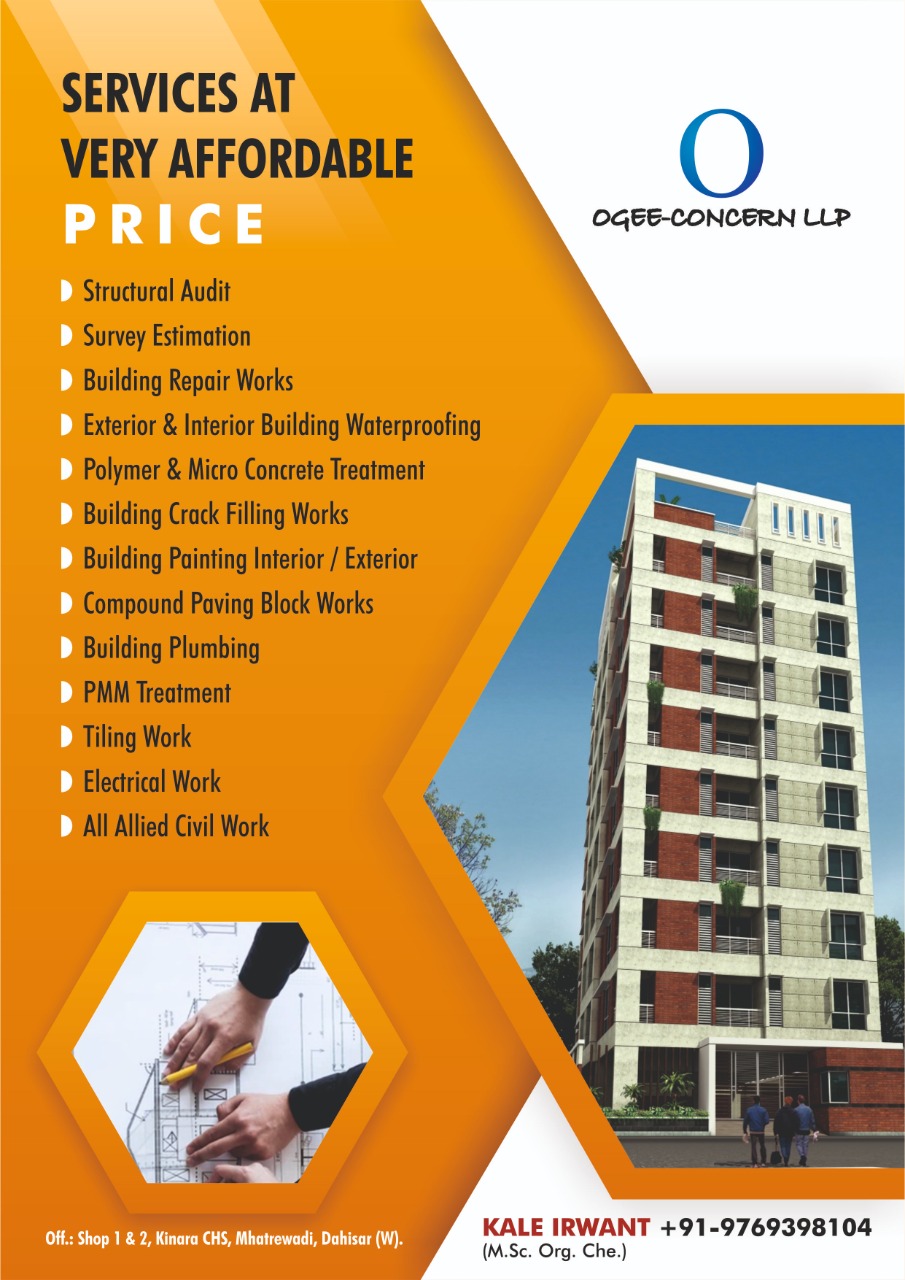 SERVICES AT
VERY AFFORDABLE
PRICE
O
OGEE-CONCERN LLP
Structural Audit
Survey Estimation
Building Repair Works
Exterior & Interior Building Waterproofing
Polymer & Micro Concrete Treatment
Building Crack Filling Works
Building Painting Interior / Exterior
Compound Paving Block Works
Building Plumbing
PMM Treatment
Tiling Work
Electrical Work
All Allied Civil Work
Off.: Shop 1 & 2, Kinara CHS, Mhatrewadi, Dahisar (W).
KALE IRWANT +91-9769398104
(M.Sc. Org. Che.)